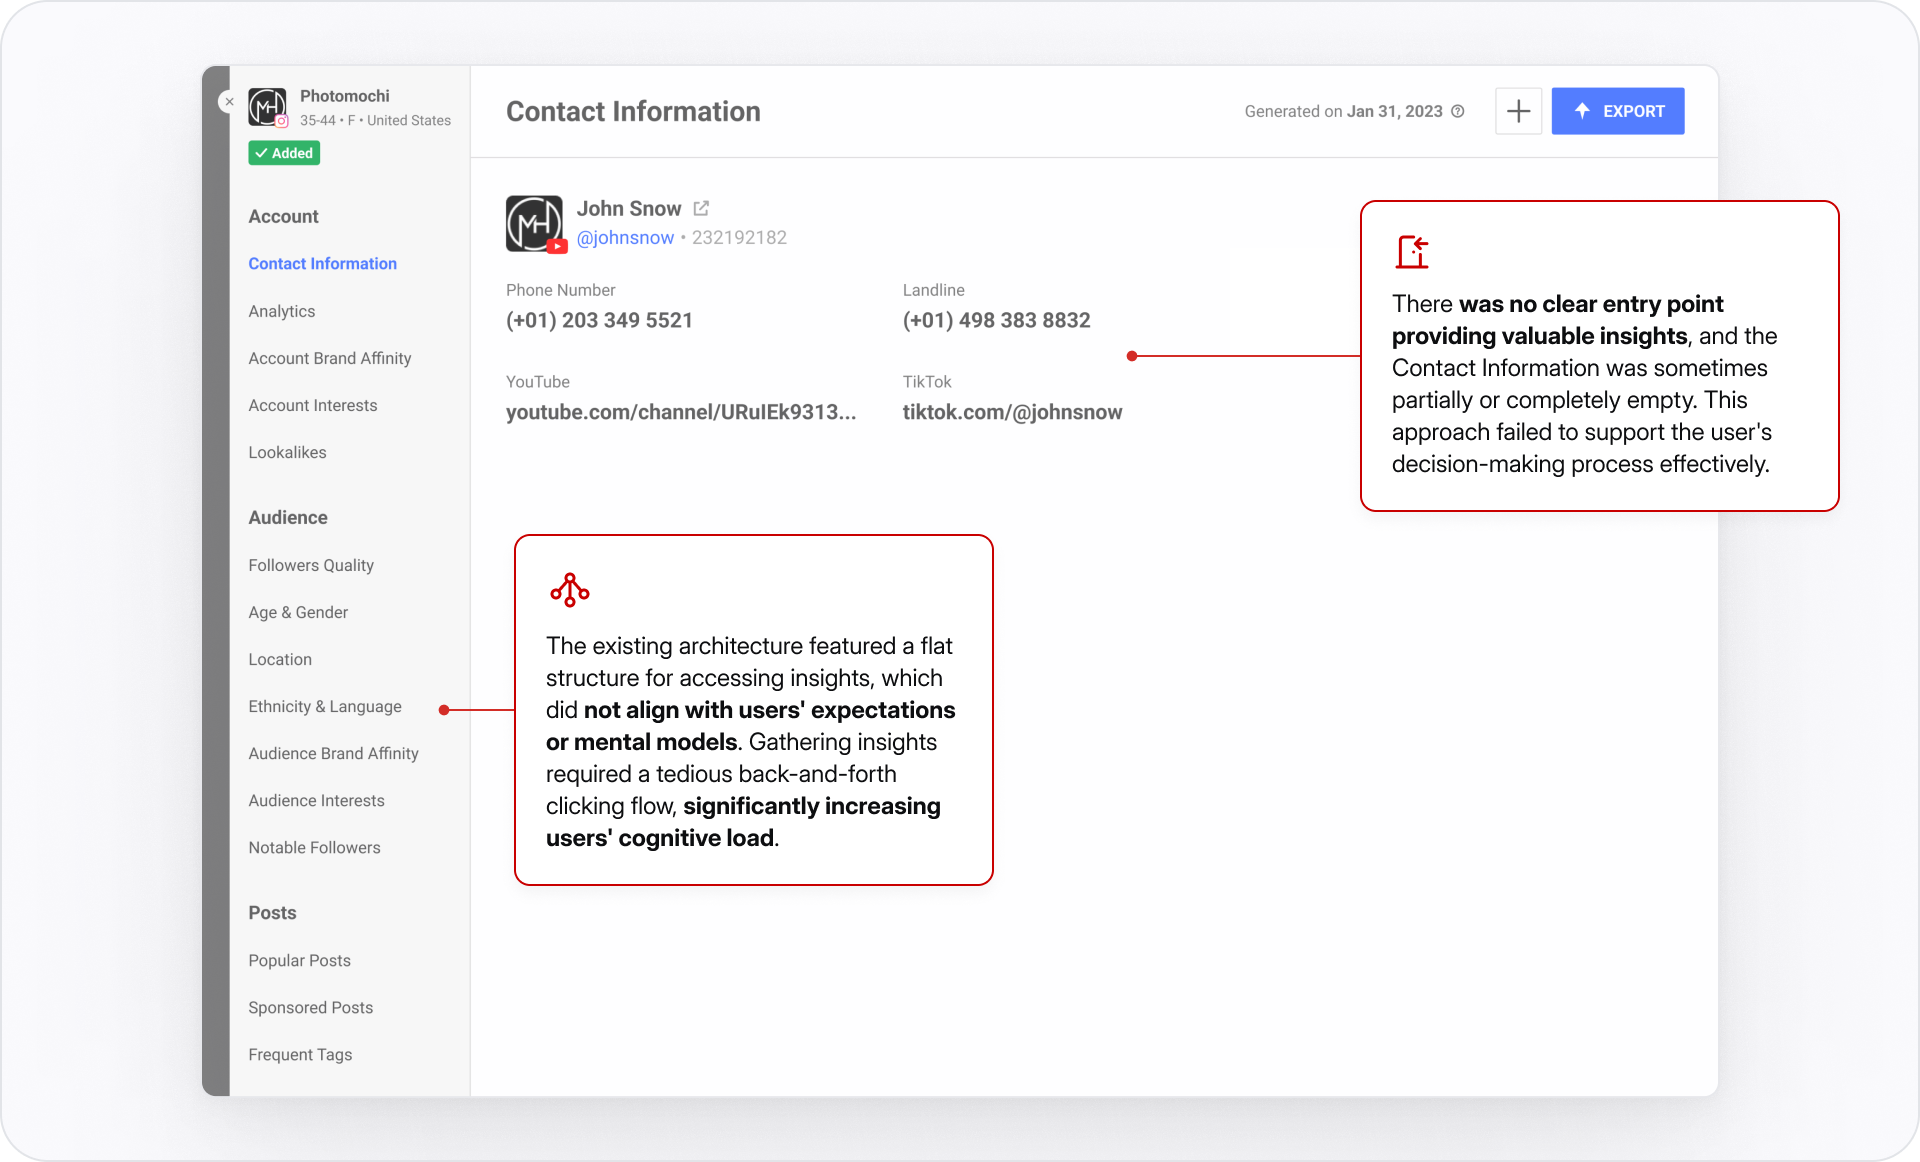 Photomochi
35-44 • F • United States
Added
Account
Contact Information
Analytics
Account Brand Affinity
Account Interests
Lookalikes
Audience
Followers Quality
Age & Gender
Location
Ethnicity & Language
Audience Brand Affinity
Audience Interests
Notable Followers
Posts
Popular Posts
Sponsored Posts
Frequent Tags
Contact Information
Generated on Jan 31, 2023
EXPORT
MH
MH
John Snow
@johnsnow • 232192182
Phone Number
(+01) 203 349 5521
Landline
(+01) 498 383 8832
YouTube
youtube.com/channel/URuIEk9313...
TikTok
tiktok.com/@johnsnow
There was no clear entry point
providing valuable insights, and the
Contact Information was sometimes
partially or completely empty. This
approach failed to support the user's
decision-making process effectively.
The existing architecture featured a flat
structure for accessing insights, which
did not align with users' expectations
or mental models. Gathering insights
required a tedious back-and-forth
clicking flow, significantly increasing
users' cognitive load.